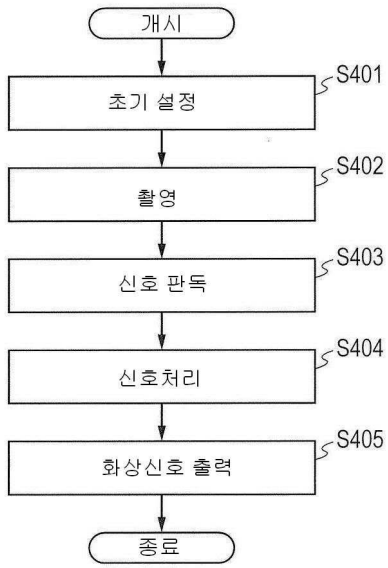 개시
S401
초기 설정
S402
촬영
S403
신호 판독
S404
신호처리
S405
화상신호 출력
종료